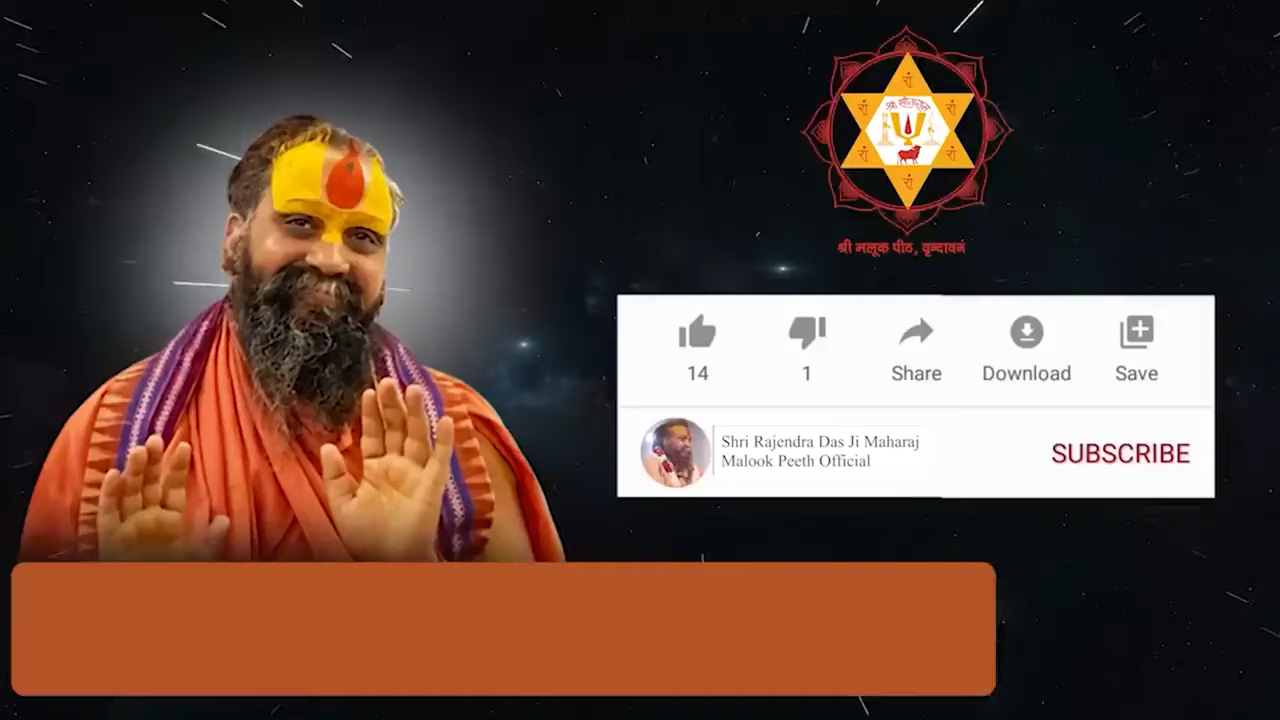 रां
रां
रां
श्री सीताराम
रां
रां
रां
श्री मलूक पीठ, वृन्दावनं
14
1
Share
Download
Save
Shri Rajendra Das Ji Maharaj
Malook Peeth Official
SUBSCRIBE